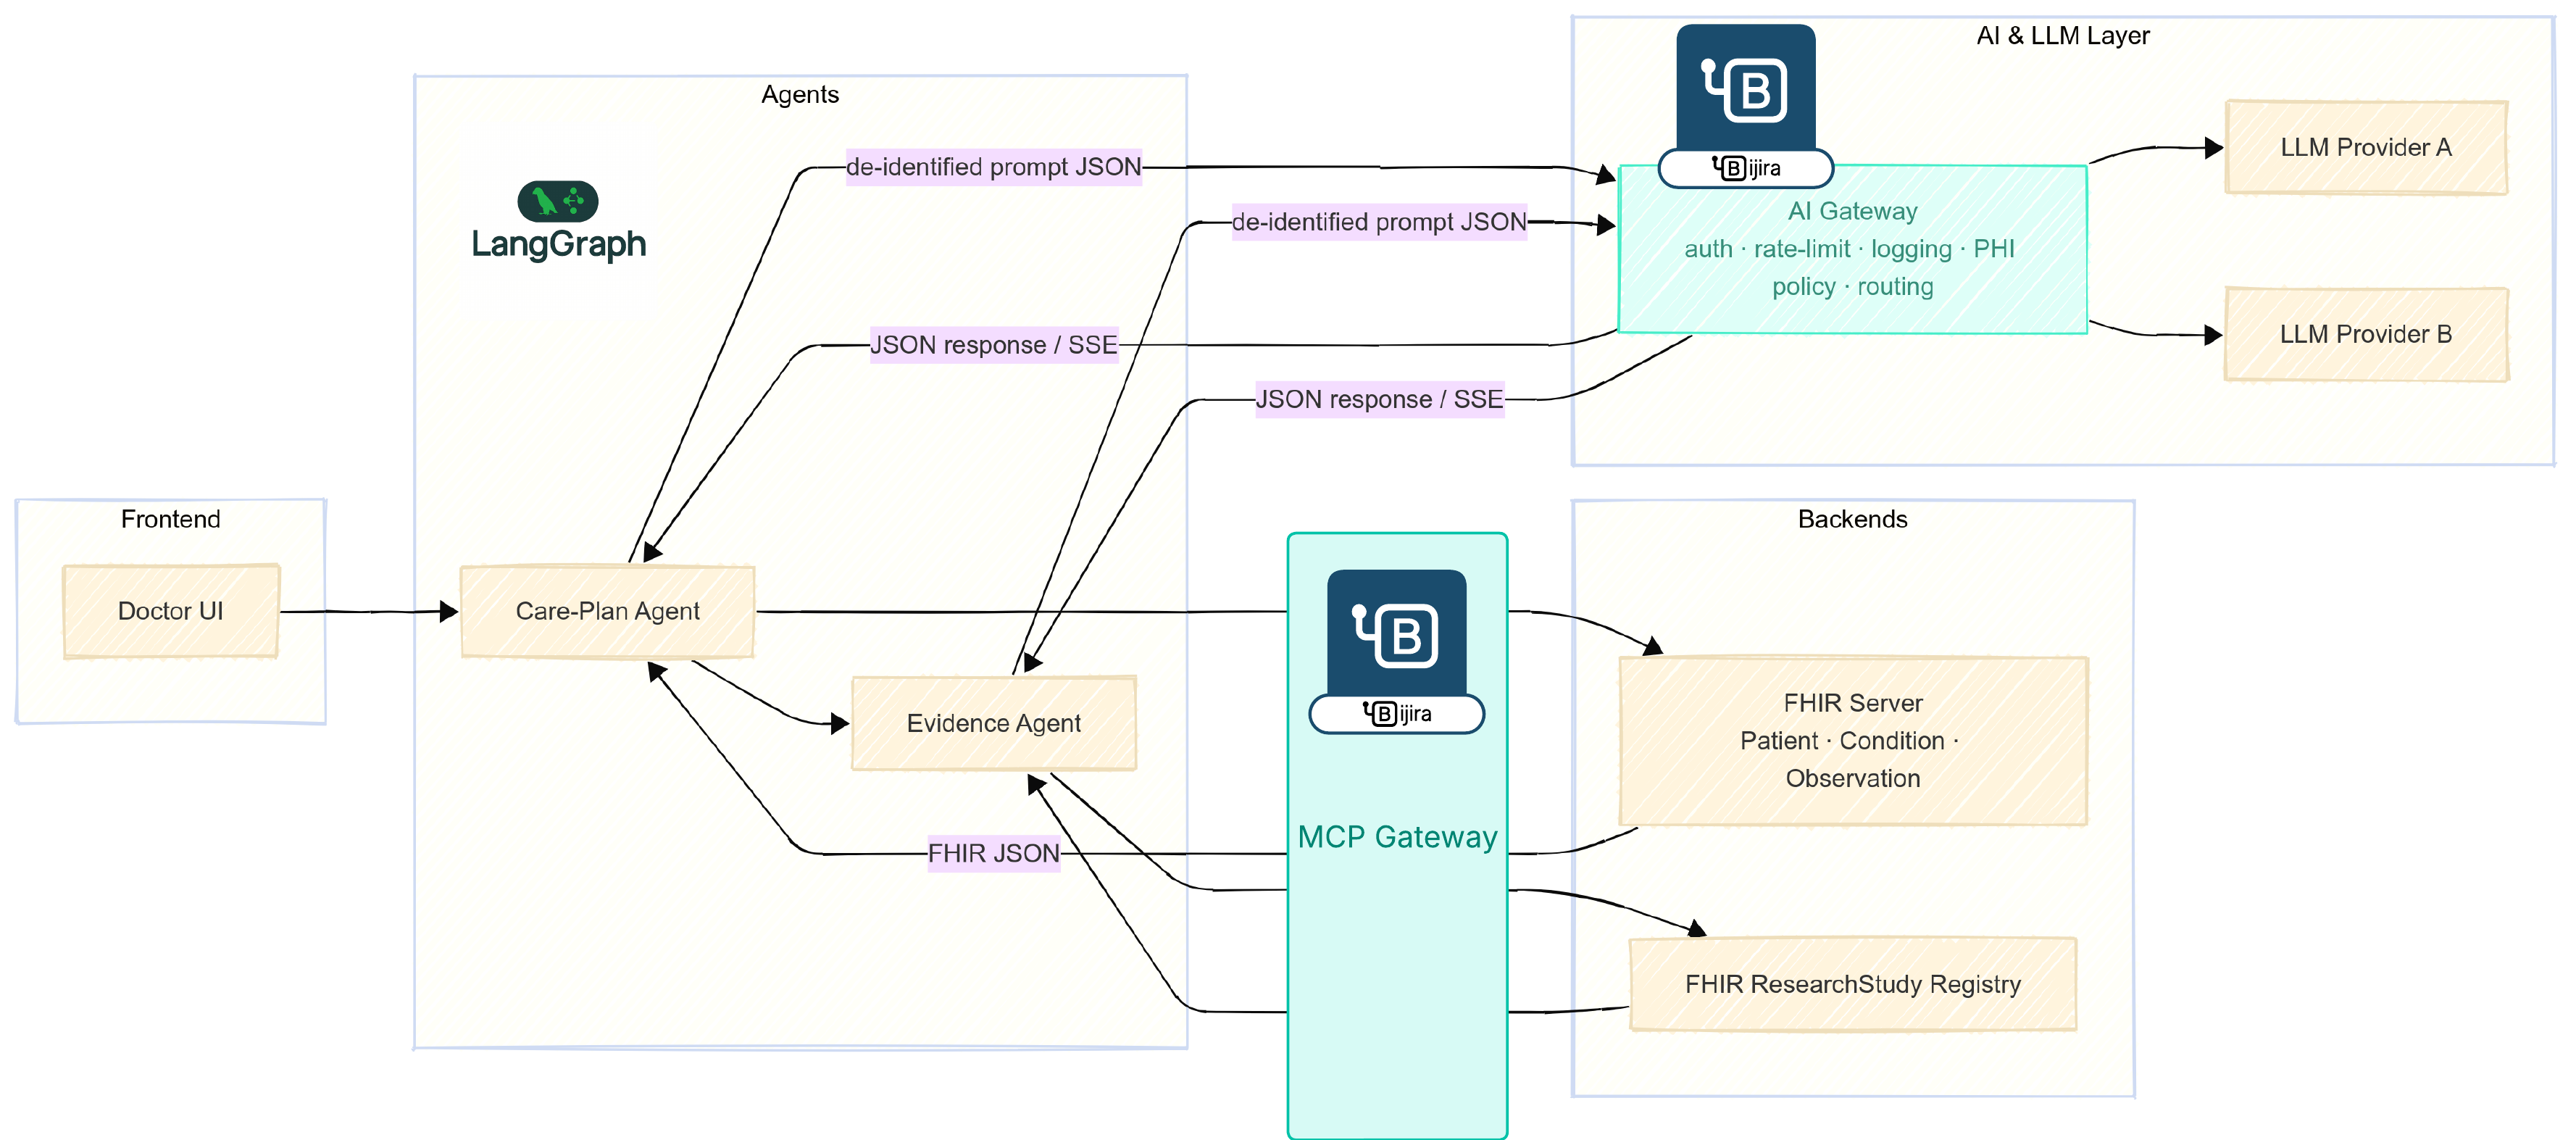 AI & LLM Layer
B
Bijira
AI Gateway
auth · rate-limit · logging · PHI
policy · routing
LLM Provider A
LLM Provider B
Agents
LangGraph
de-identified prompt JSON
de-identified prompt JSON
JSON response / SSE
JSON response / SSE
Frontend
Doctor UI
Care-Plan Agent
Evidence Agent
FHIR JSON
B
Bijira
MCP Gateway
Backends
FHIR Server
Patient · Condition ·
Observation
FHIR ResearchStudy Registry